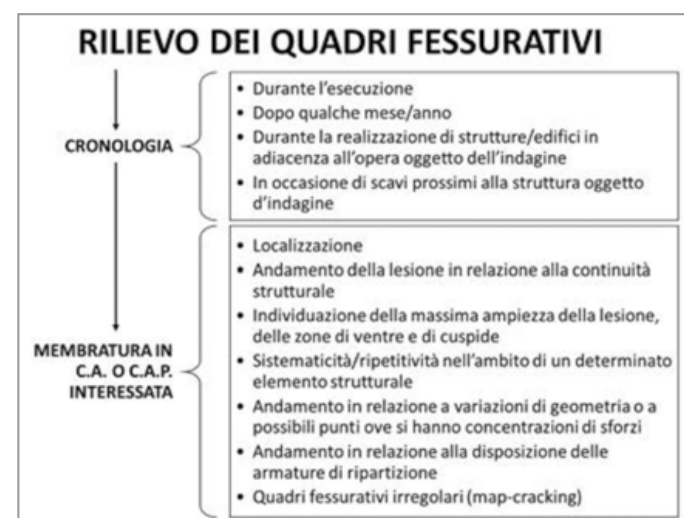 RILIEVO DEI QUADRI FESSURATIVI
CRONOLOGIA
• Durante l'esecuzione
• Dopo qualche mese/anno
• Durante la realizzazione di strutture/edifici in
adiacenza all'opera oggetto dell'indagine
• In occasione di scavi prossimi alla struttura oggetto
d'indagine
MEMBRATURA IN
C.A. O C.A.P.
INTERESSATA
• Localizzazione
• Andamento della lesione in relazione alla continuità
strutturale
• Individuazione della massima ampiezza della lesione,
delle zone di ventre e di cuspide
• Sistematicità/ripetitività nell'ambito di un determinato
elemento strutturale
• Andamento in relazione a variazioni di geometria o a
possibili punti ove si hanno concentrazioni di sforzi
• Andamento in relazione alla disposizione delle
armature di ripartizione
• Quadri fessurativi irregolari (map-cracking)